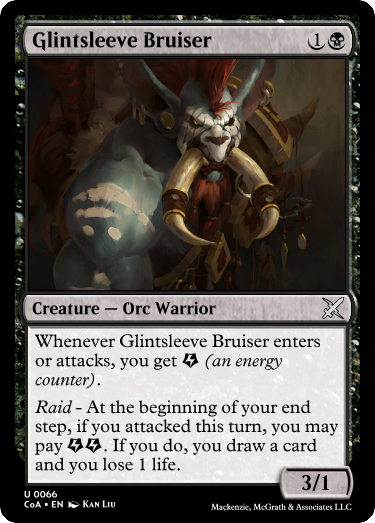 Glintsleeve Bruiser 1
Creature — Orc Warrior
Whenever Glintsleeve Bruiser enters
or attacks, you get (an energy
counter).
Raid - At the beginning of your end
step, if you attacked this turn, you may
pay . If you do, you draw a card
and you lose 1 life.
3/1
U 0066
CoA • EN Kan Liu
Mackenzie, McGrath & Associates LLC